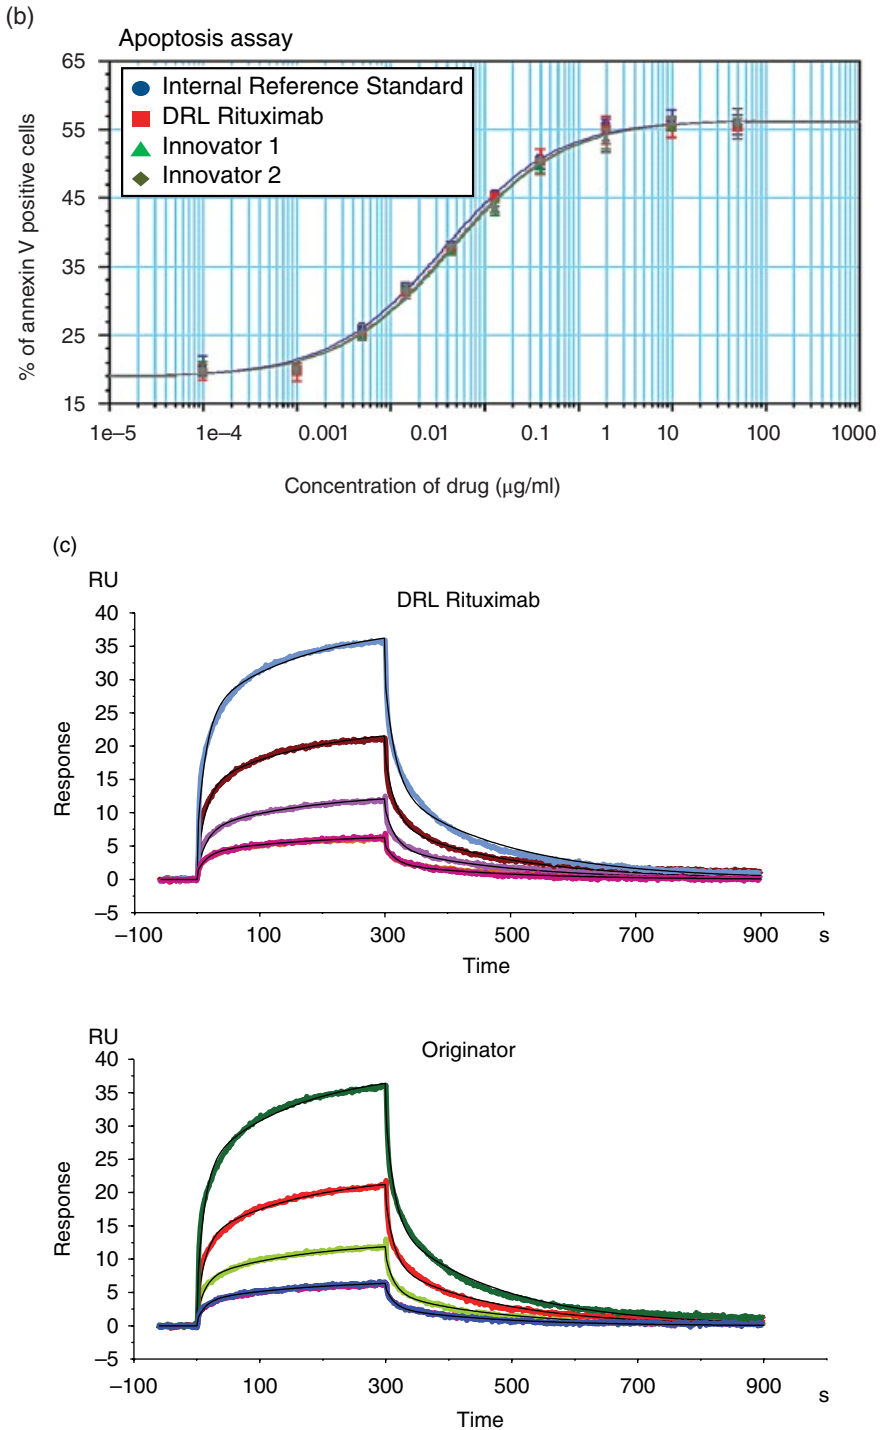 (b)
Apoptosis assay
65
55
45
35
25
15
% of annexin V positive cells
Internal Reference Standard
DRL Rituximab
Innovator 1
Innovator 2
1e–5 1e–4 0.001 0.01 0.1 1 10 100 1000
Concentration of drug (μg/ml)
(c)
RU
DRL Rituximab
40
35
30
25
20
15
10
5
0
–5
Response
–100 100 300 500 700 900 s
Time
RU
Originator
40
35
30
25
20
15
10
5
0
–5
Response
–100 100 300 500 700 900 s
Time